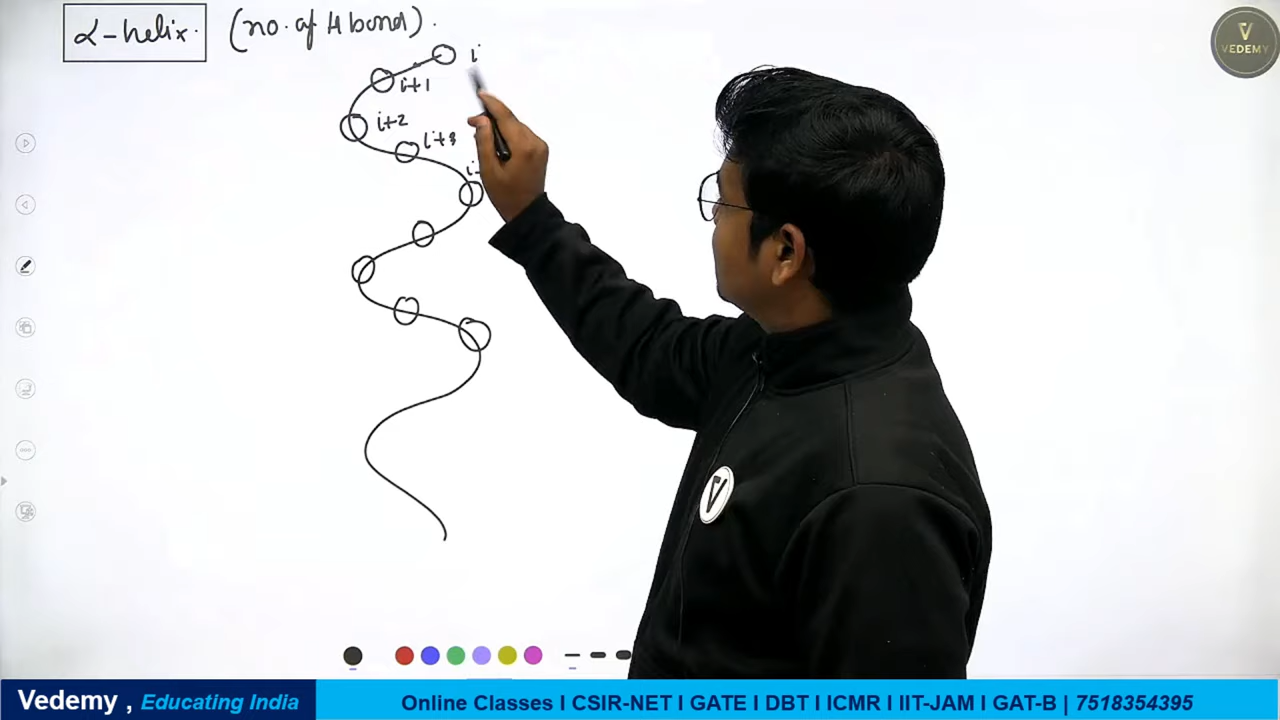 α-helix. (no. of H bond).
i
i+1
i+2
i+3
V
VEDEMY
V
Vedemy , Educating India
Online Classes I CSIR-NET I GATE I DBT I ICMR I IIT-JAM I GAT-B | 7518354395